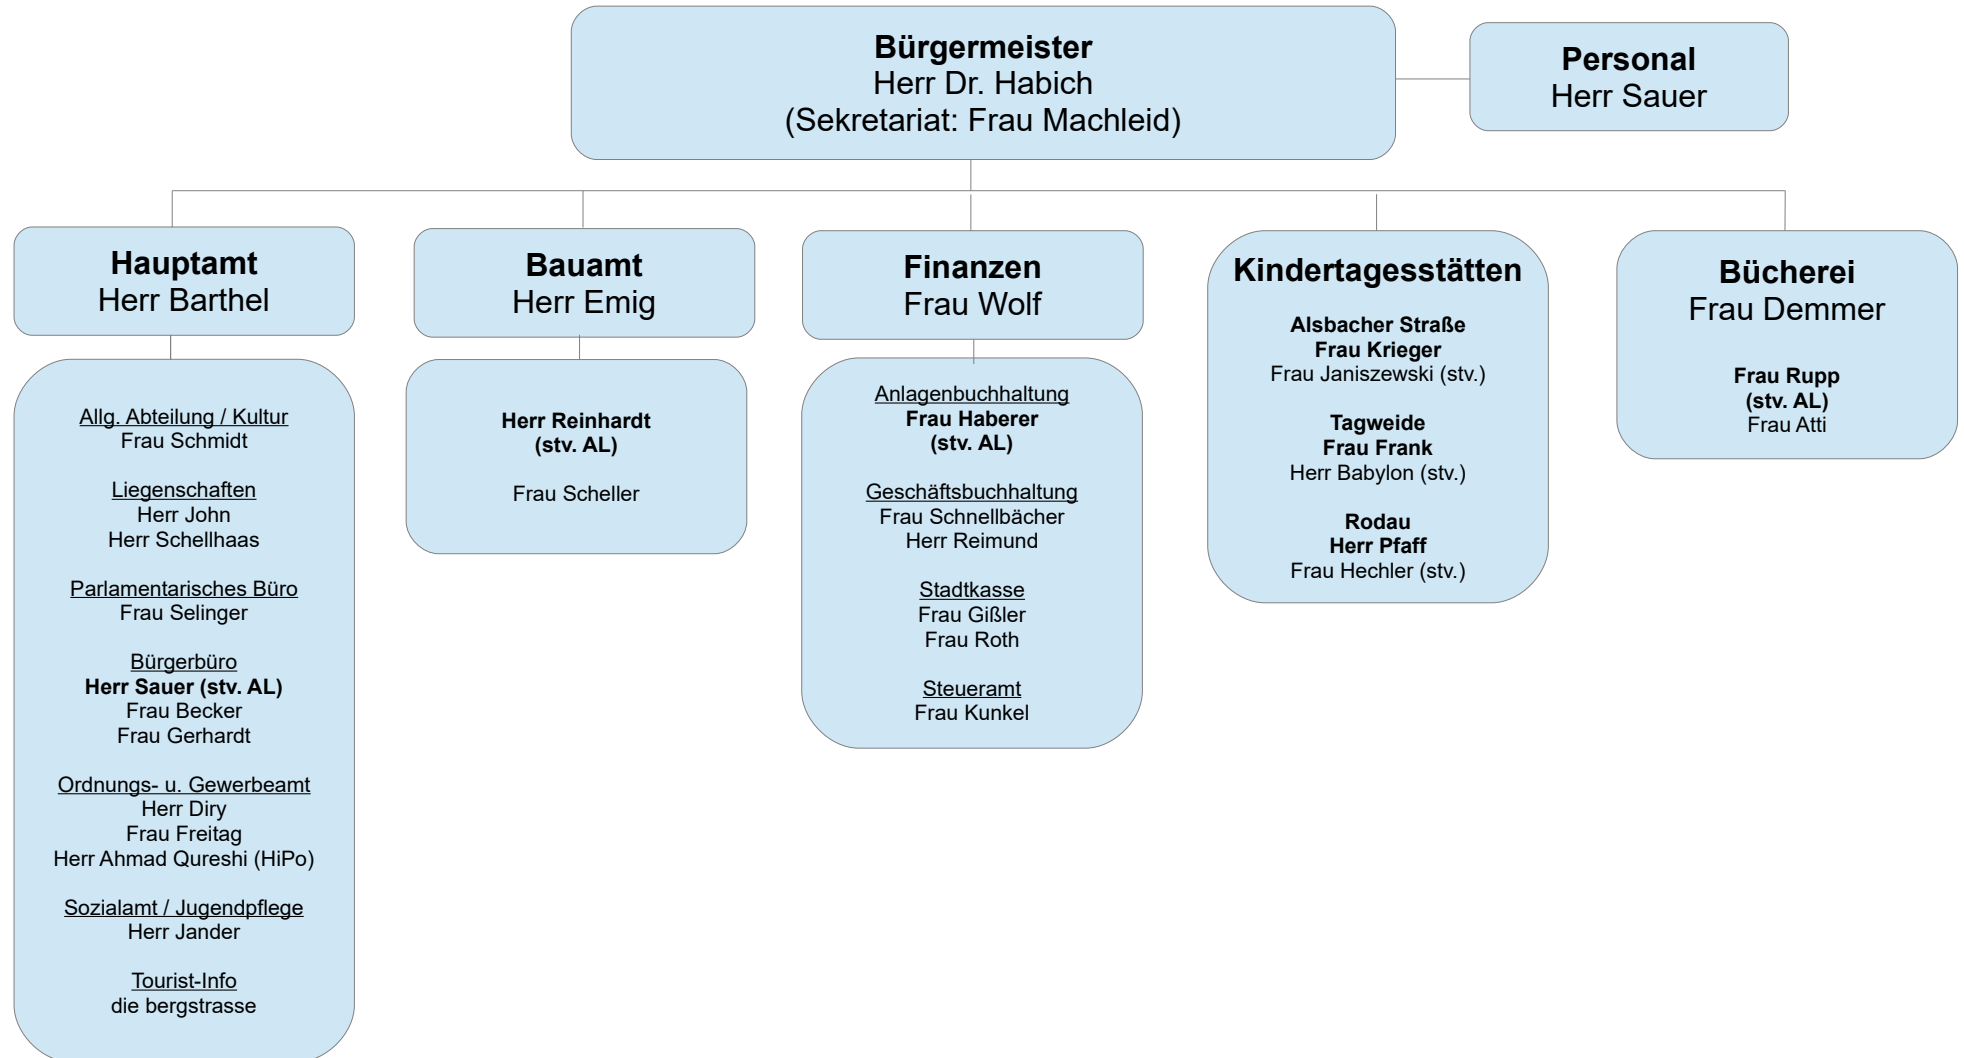 Bürgermeister
Herr Dr. Habich
(Sekretariat: Frau Machleid)
Personal
Herr Sauer
Hauptamt
Herr Barthel
Allg. Abteilung / Kultur
Frau Schmidt
Liegenschaften
Herr John
Herr Schellhaas
Parlamentarisches Büro
Frau Selinger
Bürgerbüro
Herr Sauer (stv. AL)
Frau Becker
Frau Gerhardt
Ordnungs- u. Gewerbeamt
Herr Diry
Frau Freitag
Herr Ahmad Qureshi (HiPo)
Sozialamt / Jugendpflege
Herr Jander
Tourist-Info
die bergstrasse
Bauamt
Herr Emig
Herr Reinhardt
(stv. AL)
Frau Scheller
Finanzen
Frau Wolf
Anlagenbuchhaltung
Frau Haberer
(stv. AL)
Geschäftsbuchhaltung
Frau Schnellbächer
Herr Reimund
Stadtkasse
Frau Gißler
Frau Roth
Steueramt
Frau Kunkel
Kindertagesstätten
Alsbacher Straße
Frau Krieger
Frau Janiszewski (stv.)
Tagweide
Frau Frank
Herr Babylon (stv.)
Rodau
Herr Pfaff
Frau Hechler (stv.)
Bücherei
Frau Demmer
Frau Rupp
(stv. AL)
Frau Atti